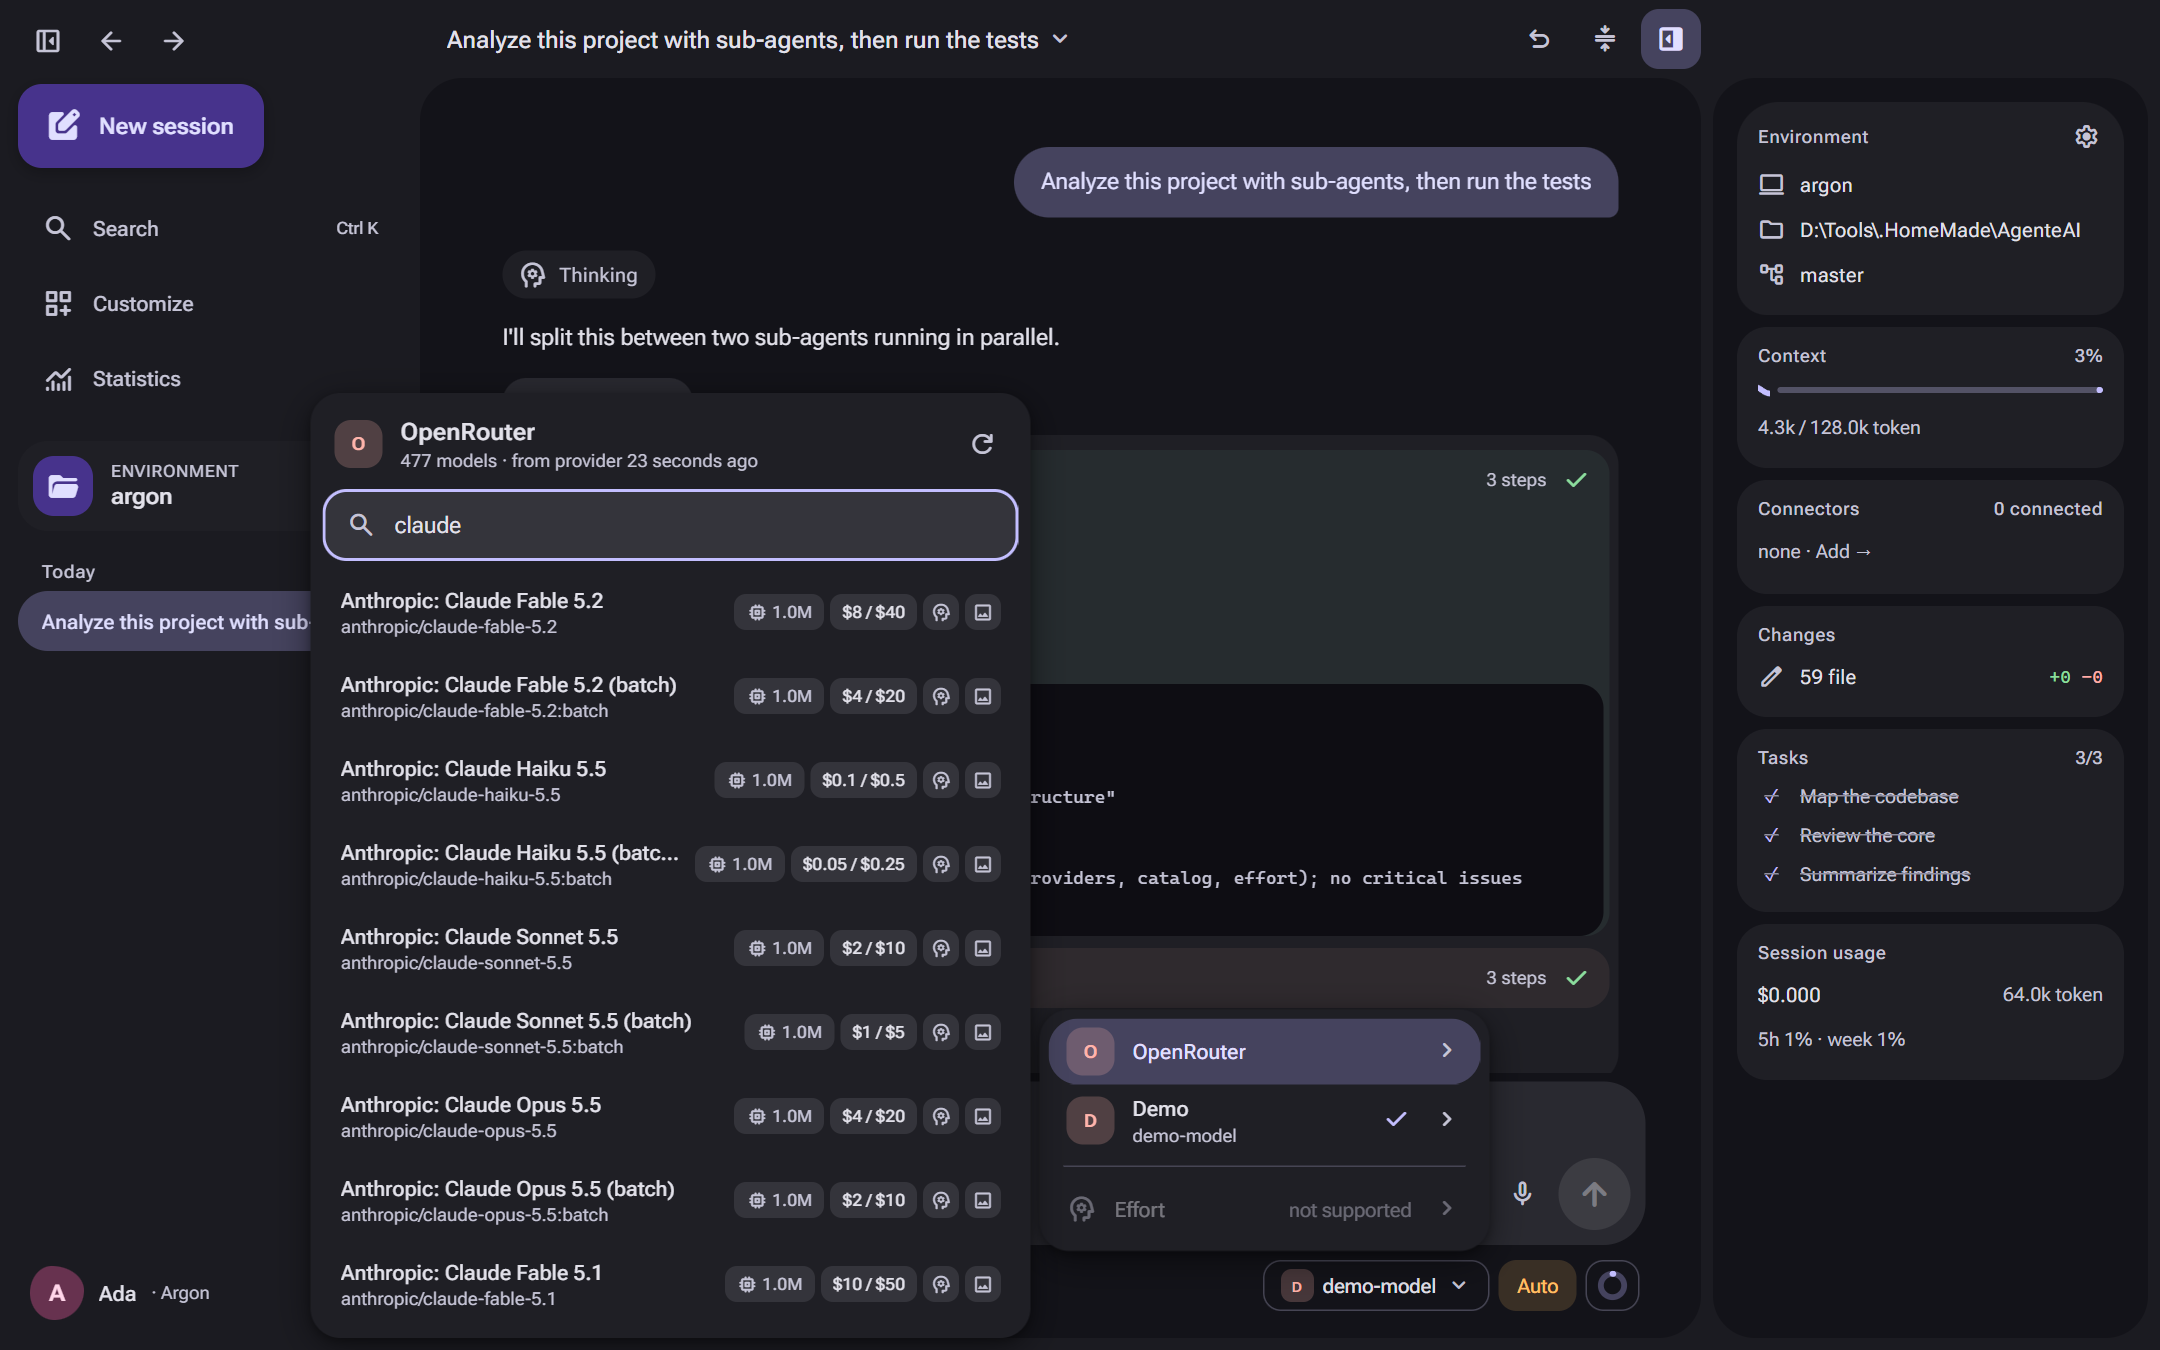 Analyze this project with sub-agents, then run the tests
New session
Search
Ctrl K
Customize
Statistics
ENVIRONMENT
argon
Today
Analyze this project with sub-
A
Ada
· Argon
Analyze this project with sub-agents, then run the tests
Thinking
I'll split this between two sub-agents running in parallel.
3 steps
ructure"
roviders, catalog, effort); no critical issues
3 steps
O
OpenRouter
477 models · from provider 23 seconds ago
claude
Anthropic: Claude Fable 5.2
anthropic/claude-fable-5.2
1.0M
$8 / $40
Anthropic: Claude Fable 5.2 (batch)
anthropic/claude-fable-5.2:batch
1.0M
$4 / $20
Anthropic: Claude Haiku 5.5
anthropic/claude-haiku-5.5
1.0M
$0.1 / $0.5
Anthropic: Claude Haiku 5.5 (batc...
anthropic/claude-haiku-5.5:batch
1.0M
$0.05 / $0.25
Anthropic: Claude Sonnet 5.5
anthropic/claude-sonnet-5.5
1.0M
$2 / $10
Anthropic: Claude Sonnet 5.5 (batch)
anthropic/claude-sonnet-5.5:batch
1.0M
$1 / $5
Anthropic: Claude Opus 5.5
anthropic/claude-opus-5.5
1.0M
$4 / $20
Anthropic: Claude Opus 5.5 (batch)
anthropic/claude-opus-5.5:batch
1.0M
$2 / $10
Anthropic: Claude Fable 5.1
anthropic/claude-fable-5.1
1.0M
$10 / $50
O
OpenRouter
D
Demo
demo-model
Effort
not supported
D
demo-model
Auto
Environment
argon
D:\Tools\.HomeMade\AgenteAI
master
Context
3%
4.3k / 128.0k token
Connectors
0 connected
none · Add →
Changes
59 file
+0 −0
Tasks
3/3
Map the codebase
Review the core
Summarize findings
Session usage
$0.000
64.0k token
5h 1% · week 1%